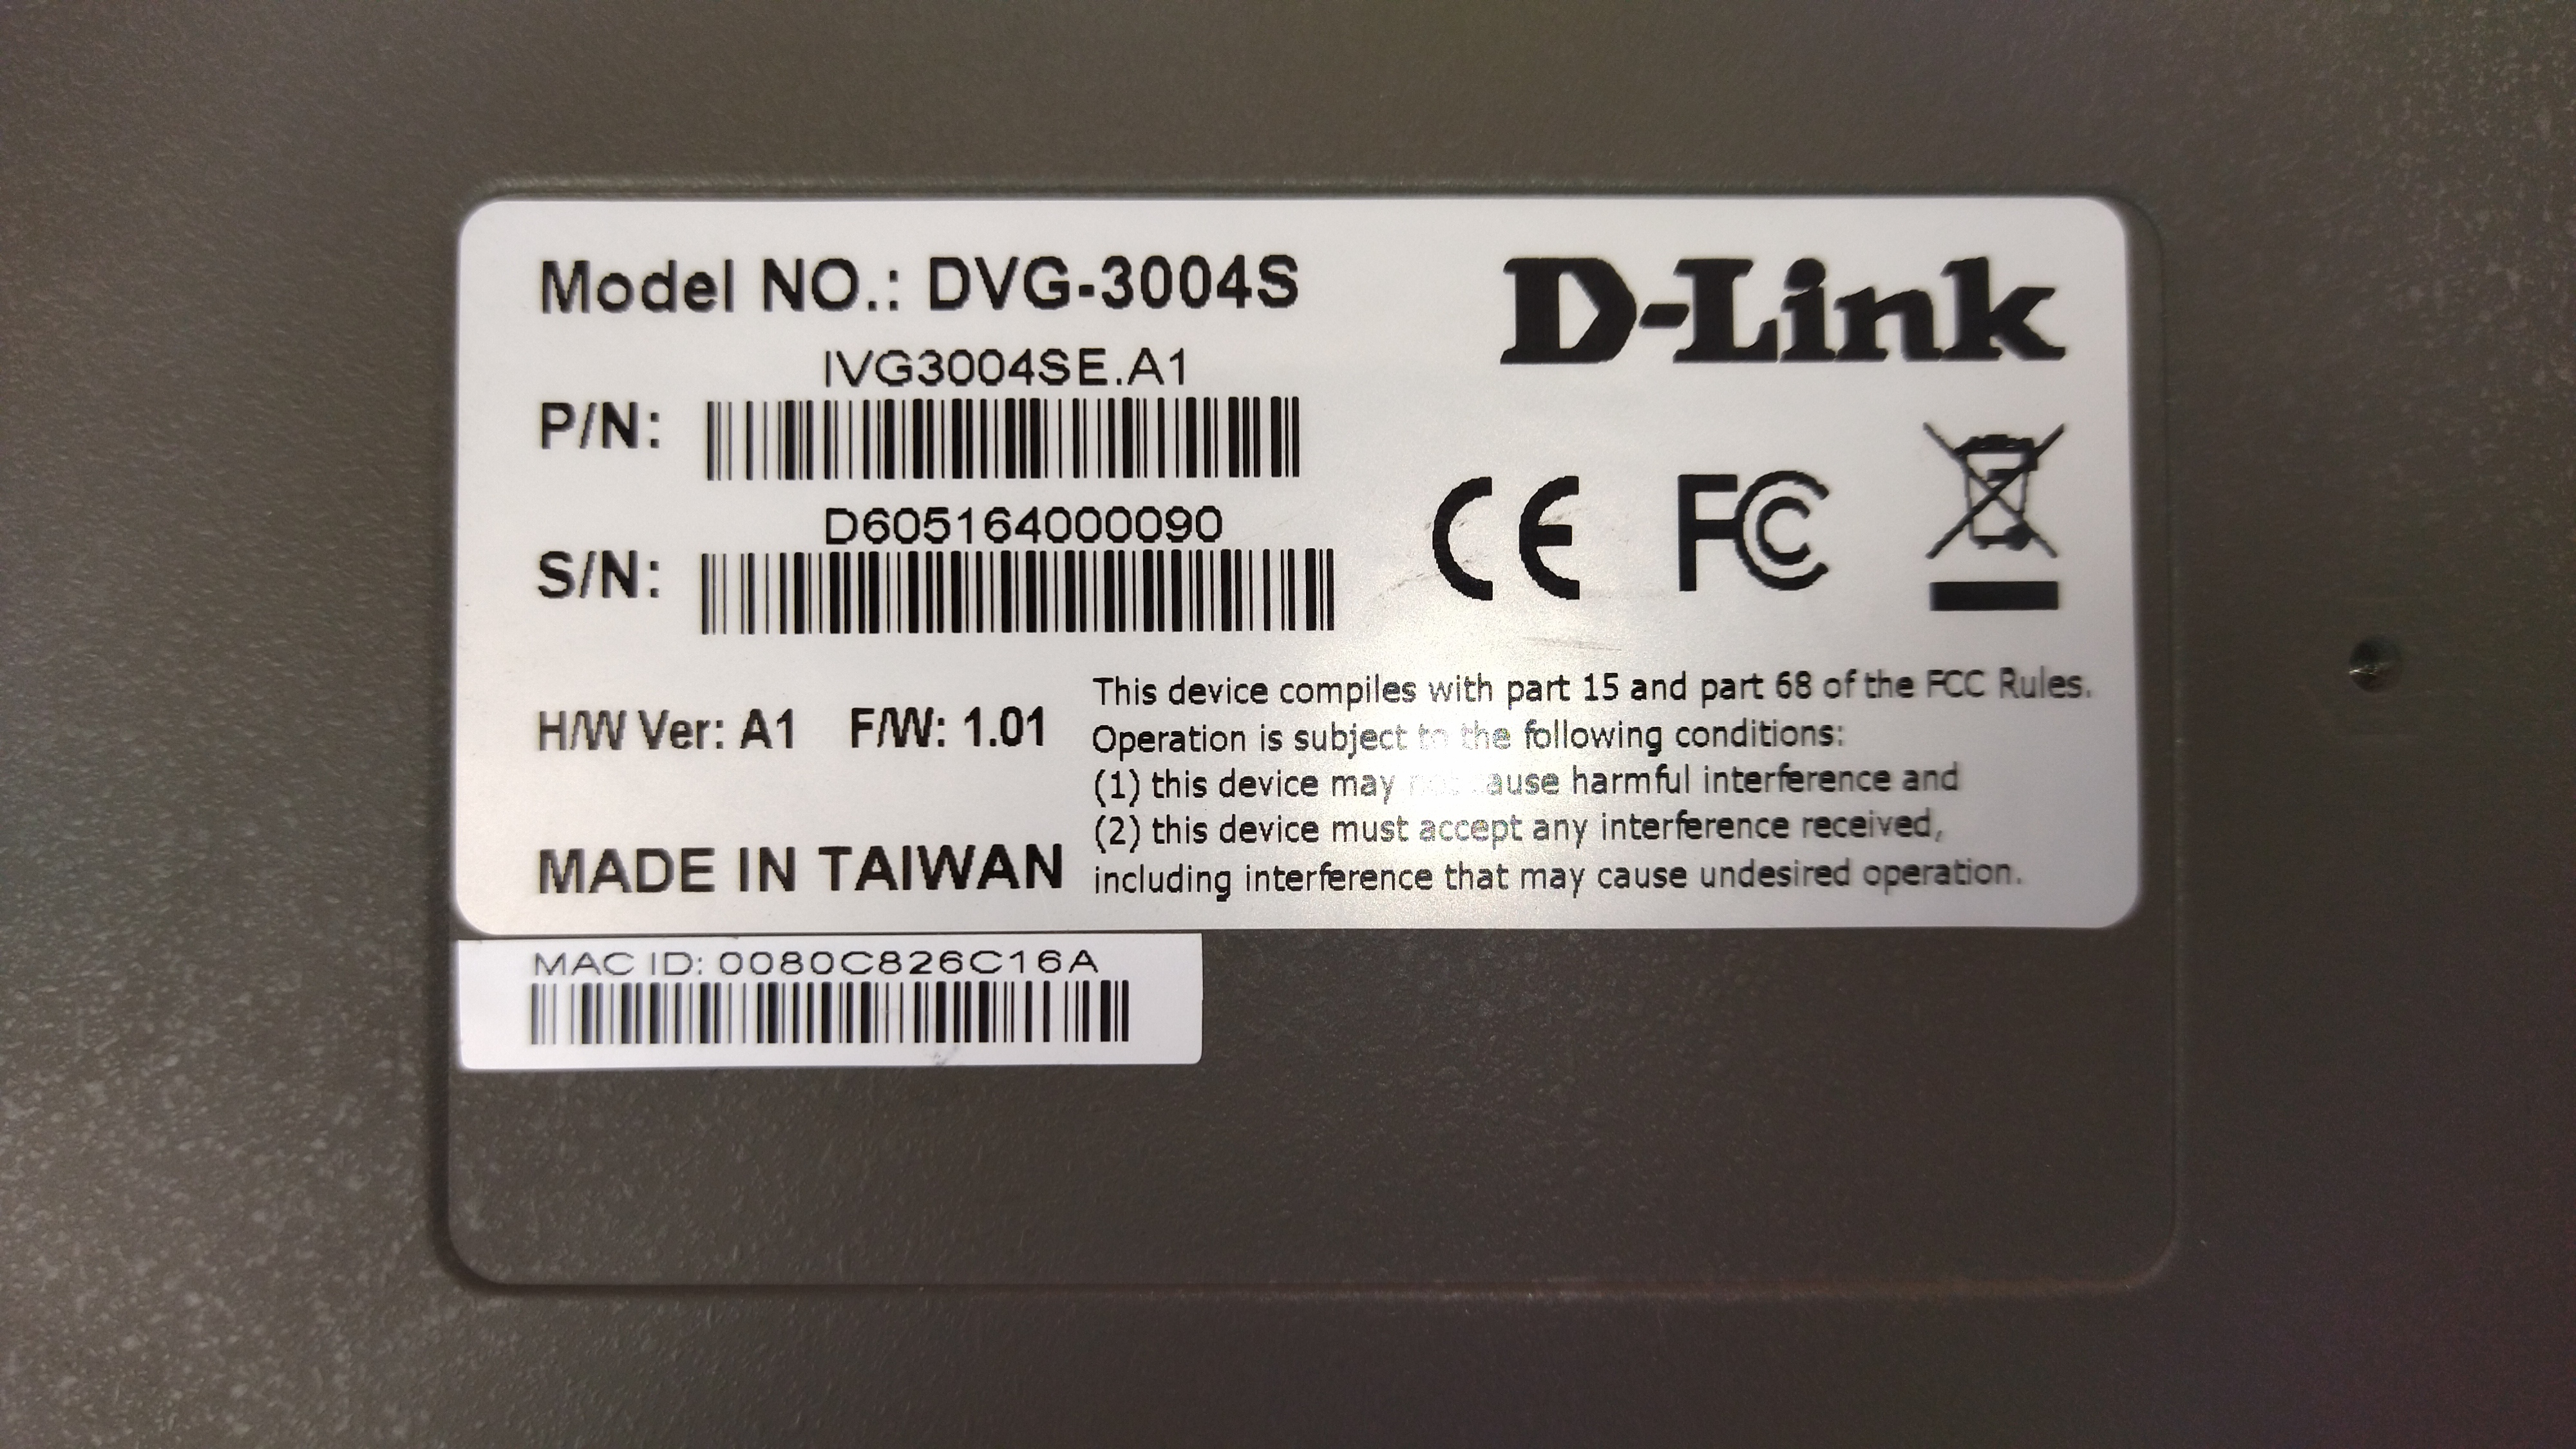 Model NO.: DVG-3004S
D-Link
IVG3004SE.A1
P/N:
D605164000090
S/N:
CE FC
H/W Ver: A1 F/W: 1.01
MADE IN TAIWAN
This device compiles with part 15 and part 68 of the FCC Rules.
Operation is subject to the following conditions:
(1) this device may cause harmful interference and
(2) this device must accept any interference received,
including interference that may cause undesired operation.
MAC ID: 0080C826C16A